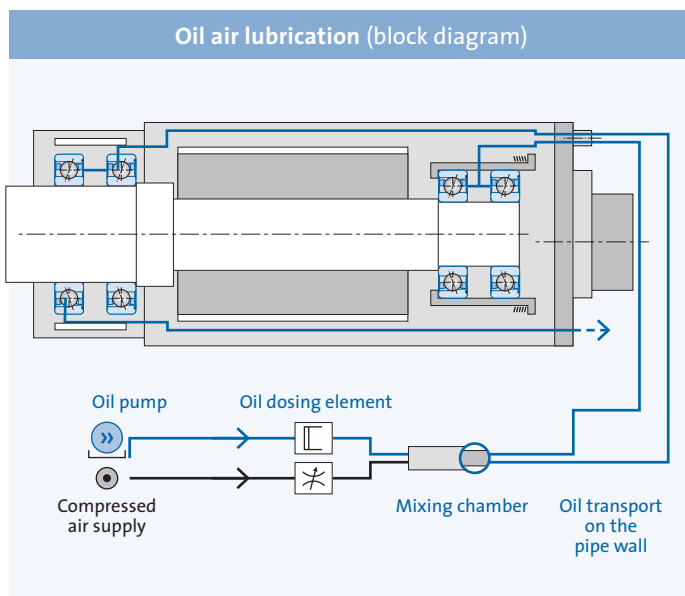 Oil air lubrication (block diagram)
Oil pump
Oil dosing element
Compressed
air supply
Mixing chamber
Oil transport
on the
pipe wall